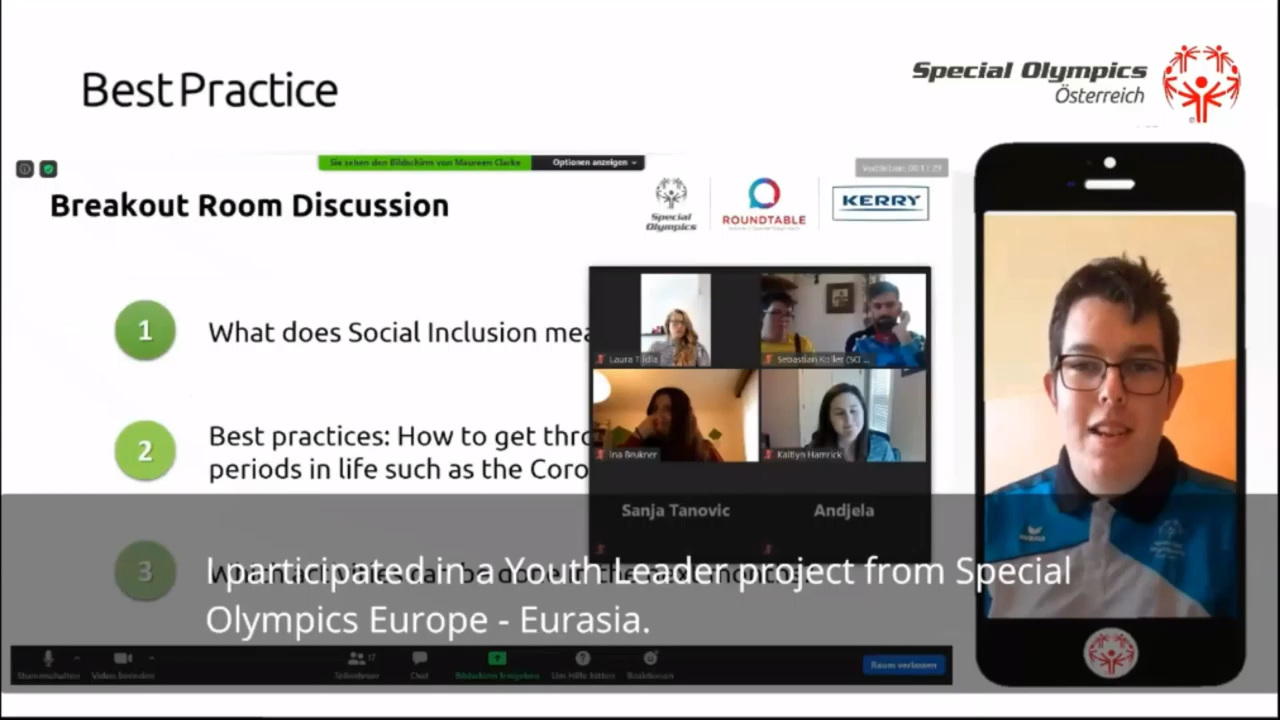 Best Practice
Special Olympics
Österreich
Sie sehen den Bildschirm von Maureen Clarke
Optionen anzeigen
Breakout Room Discussion
Special
Olympics
ROUNDTABLE
KERRY
1
What does Social Inclusion mea
2
Best practices: How to get thro
periods in life such as the Coro
Laura
Sebastian Koller (SO ...
Ina Brukner
Kaitlyn Hamrick
Sanja Tanovic
Andjela
3
I participated in a Youth Leader project from Special
Olympics Europe - Eurasia.
Stummschalten
Video beenden
17
Teilnehmer
Chat
Bildschirm freigeben
Um Hilfe bitten
Reaktionen
Raum verlassen